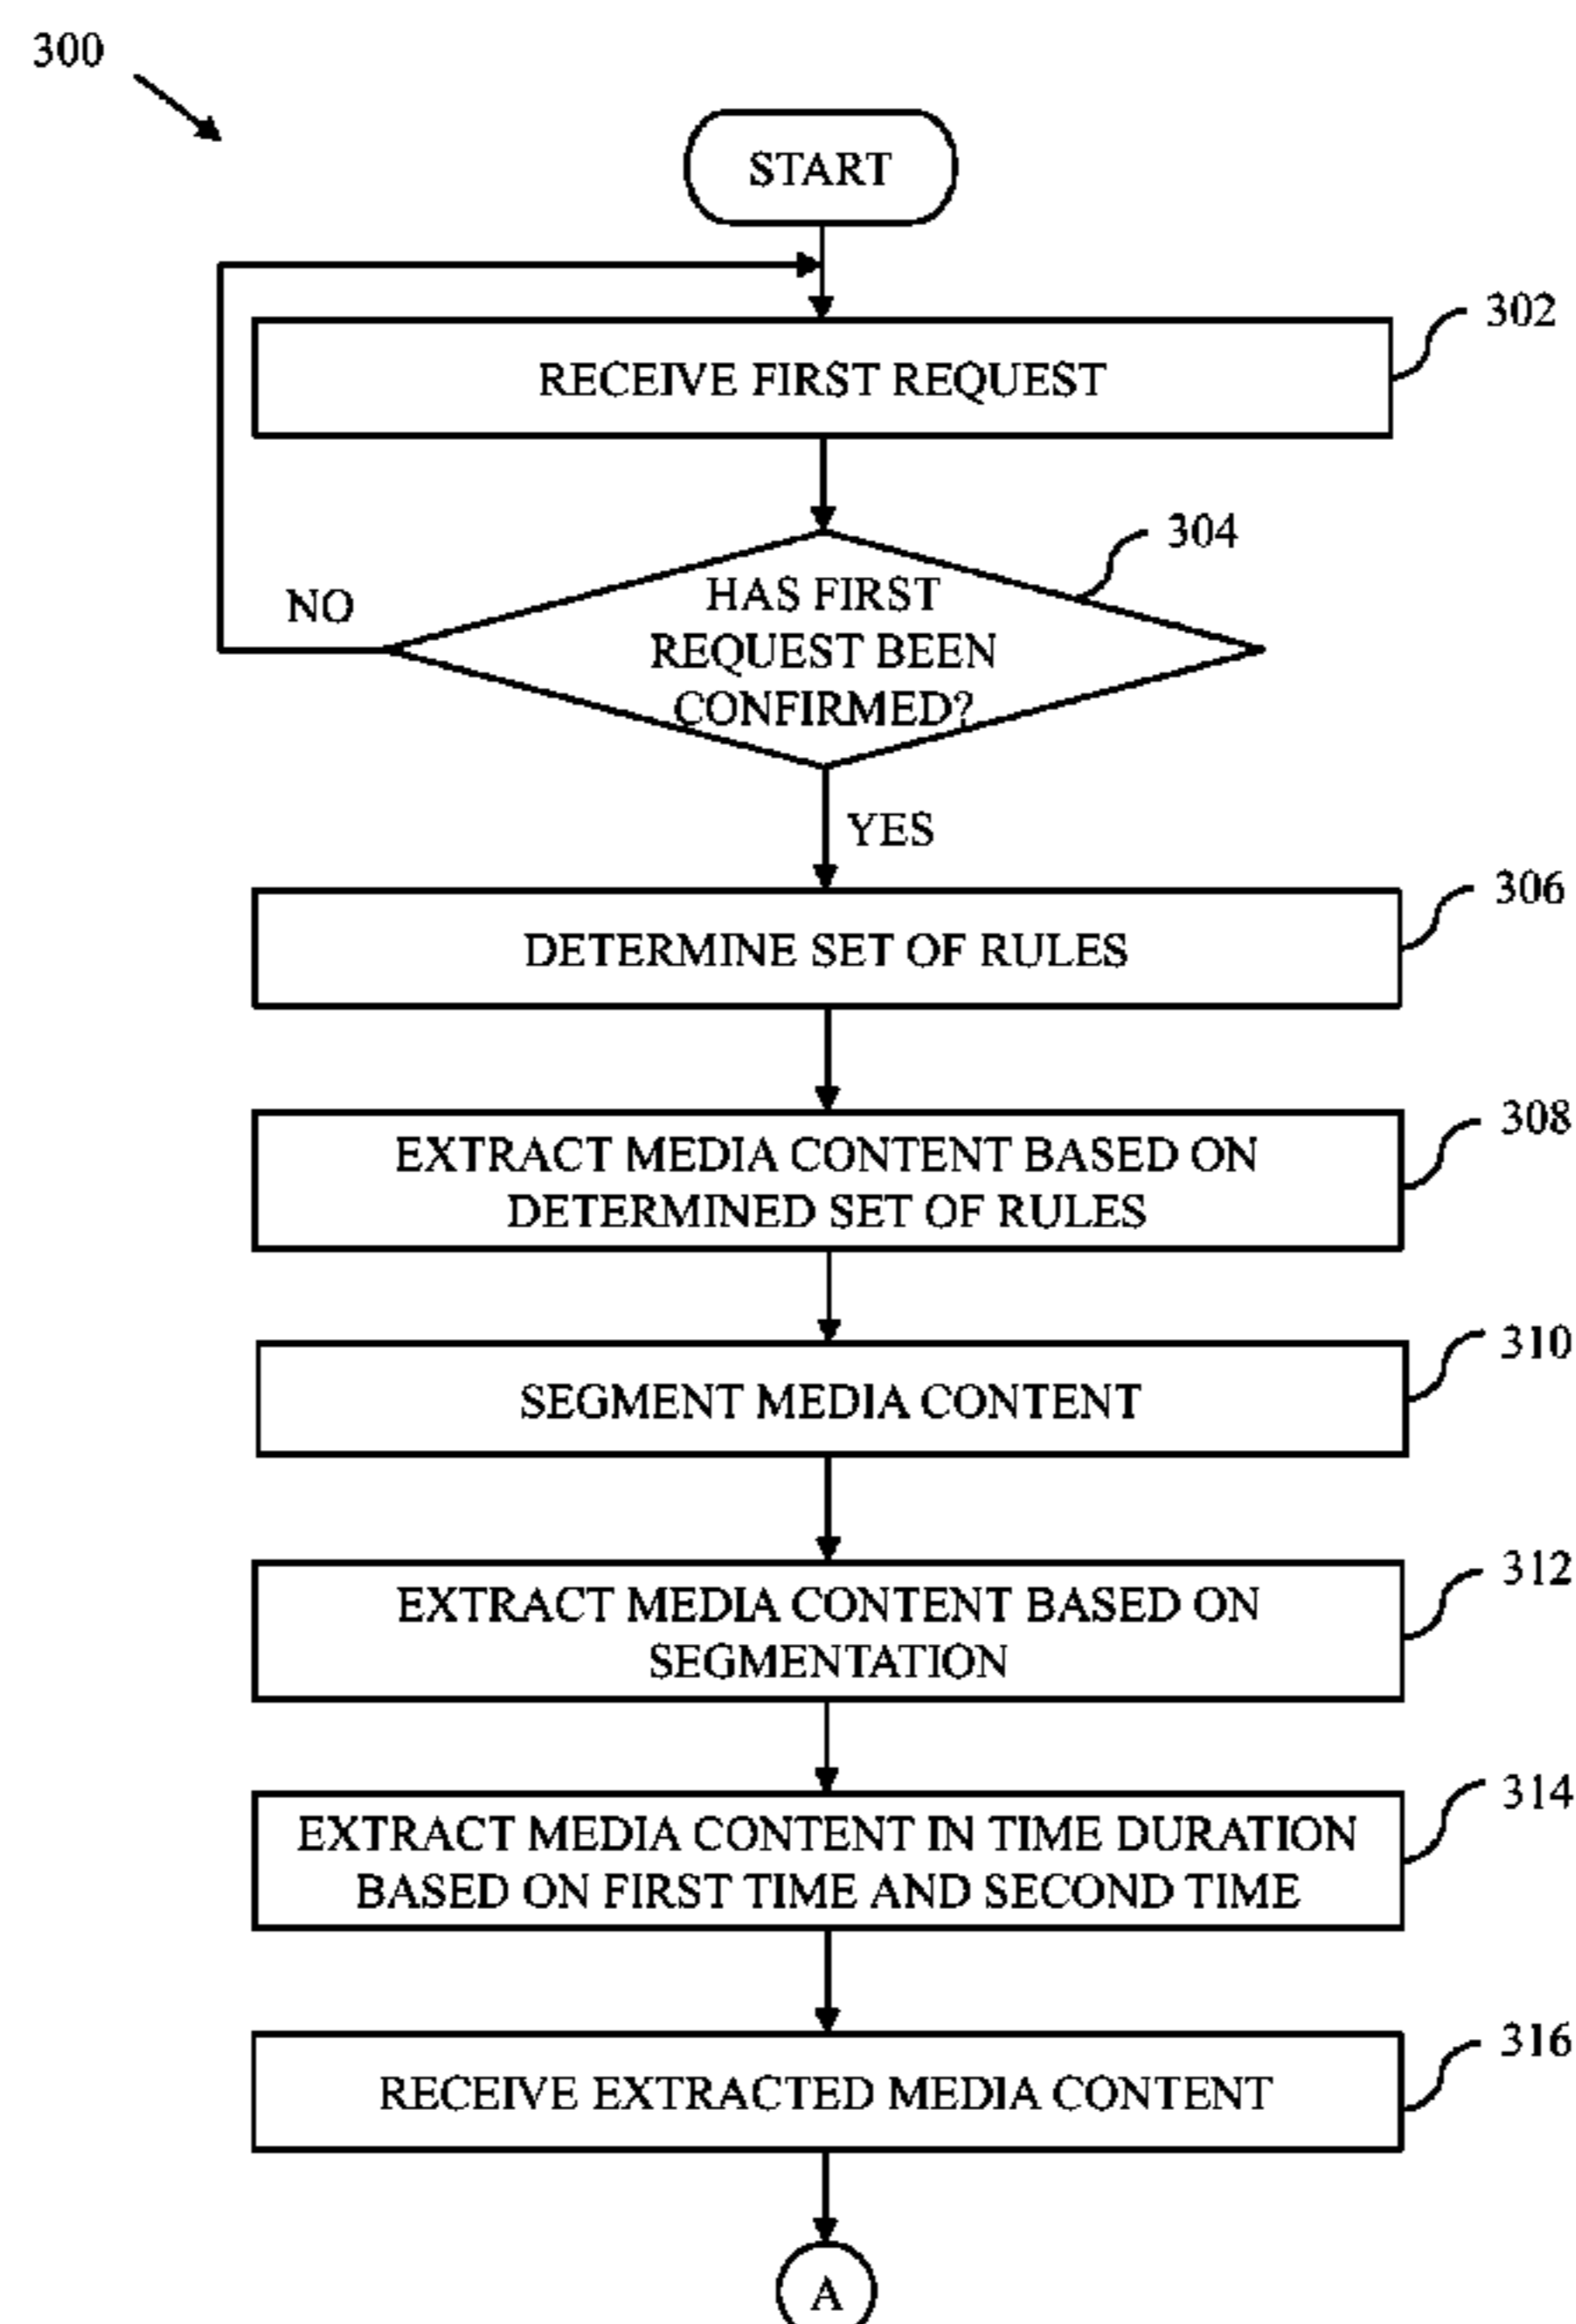 300
START
302
RECEIVE FIRST REQUEST
304
HAS FIRST
REQUEST BEEN
CONFIRMED?
NO
YES
306
DETERMINE SET OF RULES
308
EXTRACT MEDIA CONTENT BASED ON
DETERMINED SET OF RULES
310
SEGMENT MEDIA CONTENT
312
EXTRACT MEDIA CONTENT BASED ON
SEGMENTATION
314
EXTRACT MEDIA CONTENT IN TIME DURATION
BASED ON FIRST TIME AND SECOND TIME
316
RECEIVE EXTRACTED MEDIA CONTENT
A